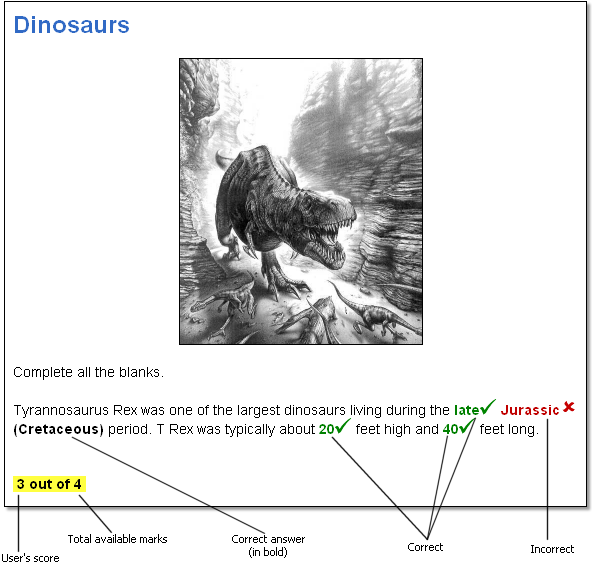 Dinosaurs
Complete all the blanks.
Tyrannosaurus Rex was one of the largest dinosaurs living during the late✓ Jurassic ✘
(Cretaceous) period. T Rex was typically about 20✓ feet high and 40✓ feet long.
3 out of 4
User's score
Total available marks
Correct answer
(in bold)
Correct
Incorrect